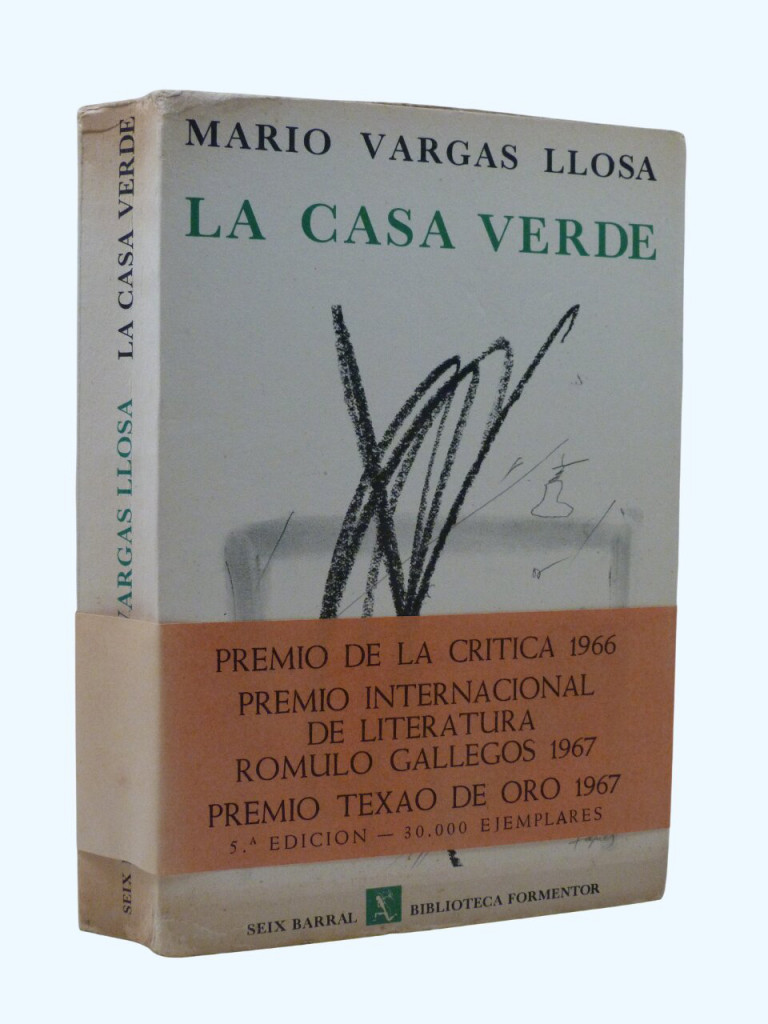 MARIO VARGAS LLOSA
LA CASA VERDE
PREMIO DE LA CRITICA 1966
PREMIO INTERNACIONAL
DE LITERATURA
ROMULO GALLEGOS 1967
PREMIO TEXAO DE ORO 1967
5.ª EDICION — 30.000 EJEMPLARES
SEIX BARRAL BIBLIOTECA FORMENTOR
VARGAS LLOSA LA CASA VERDE
SEIX